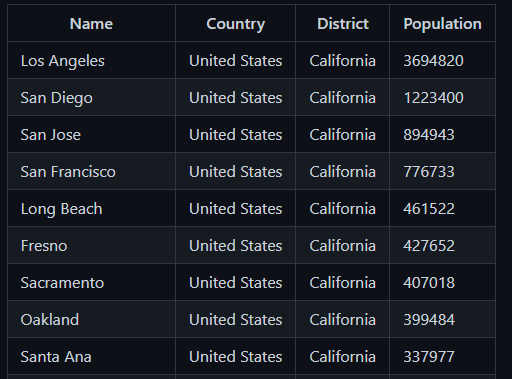 Name Country District Population
Los Angeles United States California 3694820
San Diego United States California 1223400
San Jose United States California 894943
San Francisco United States California 776733
Long Beach United States California 461522
Fresno United States California 427652
Sacramento United States California 407018
Oakland United States California 399484
Santa Ana United States California 337977